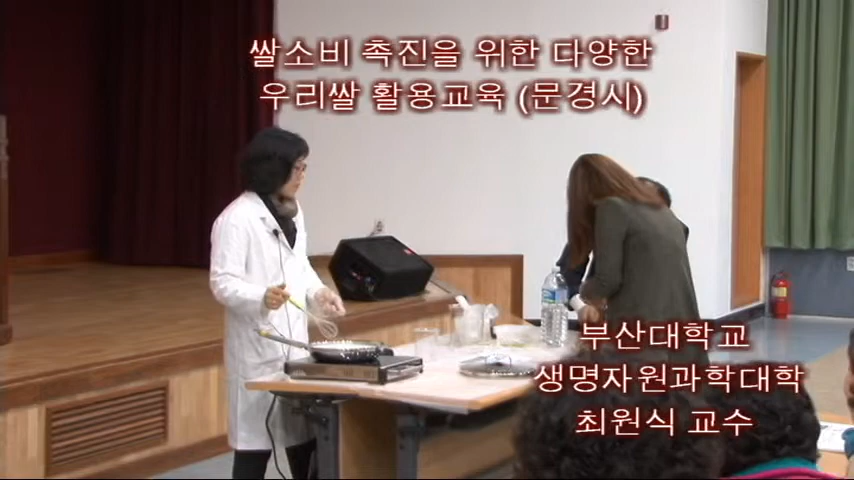 쌀소비 촉진을 위한 다양한
우리쌀 활용교육 (문경시)
부산대학교
생명자원과학대학
최원식 교수